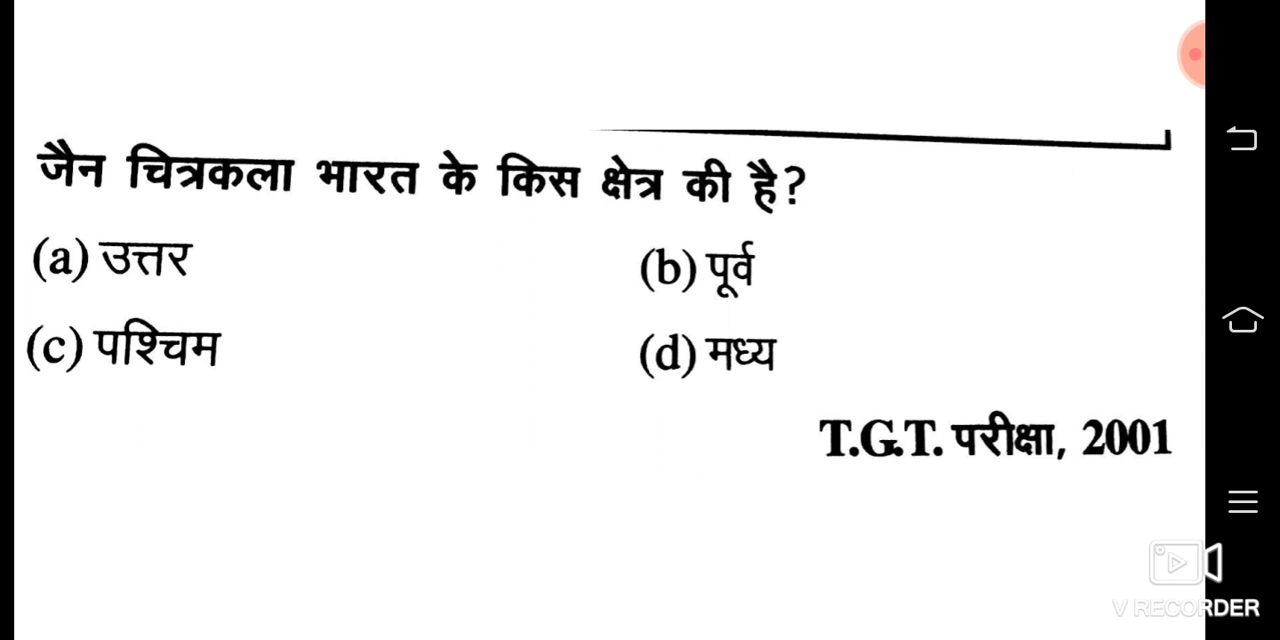 जैन चित्रकला भारत के किस क्षेत्र की है?
(a) उत्तर
(b) पूर्व
(c) पश्चिम
(d) मध्य
T.G.T. परीक्षा, 2001
V RECORDER